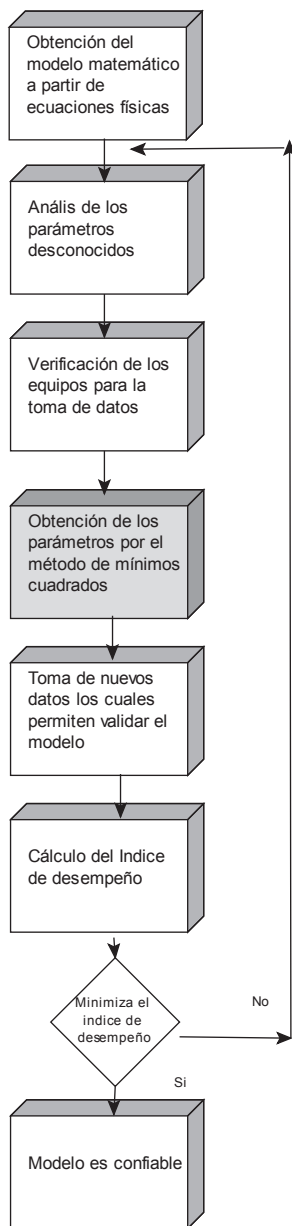 Obtención del
modelo matemático
a partir de
ecuaciones físicas
Anális de los
parámetros
desconocidos
Verificación de los
equipos para la
toma de datos
Obtención de los
parámetros por el
método de mínimos
cuadrados
Toma de nuevos
datos los cuales
permiten validar el
modelo
Cálculo del Indice
de desempeño
Minimiza el
indice de
desempeño
No
Si
Modelo es confiable